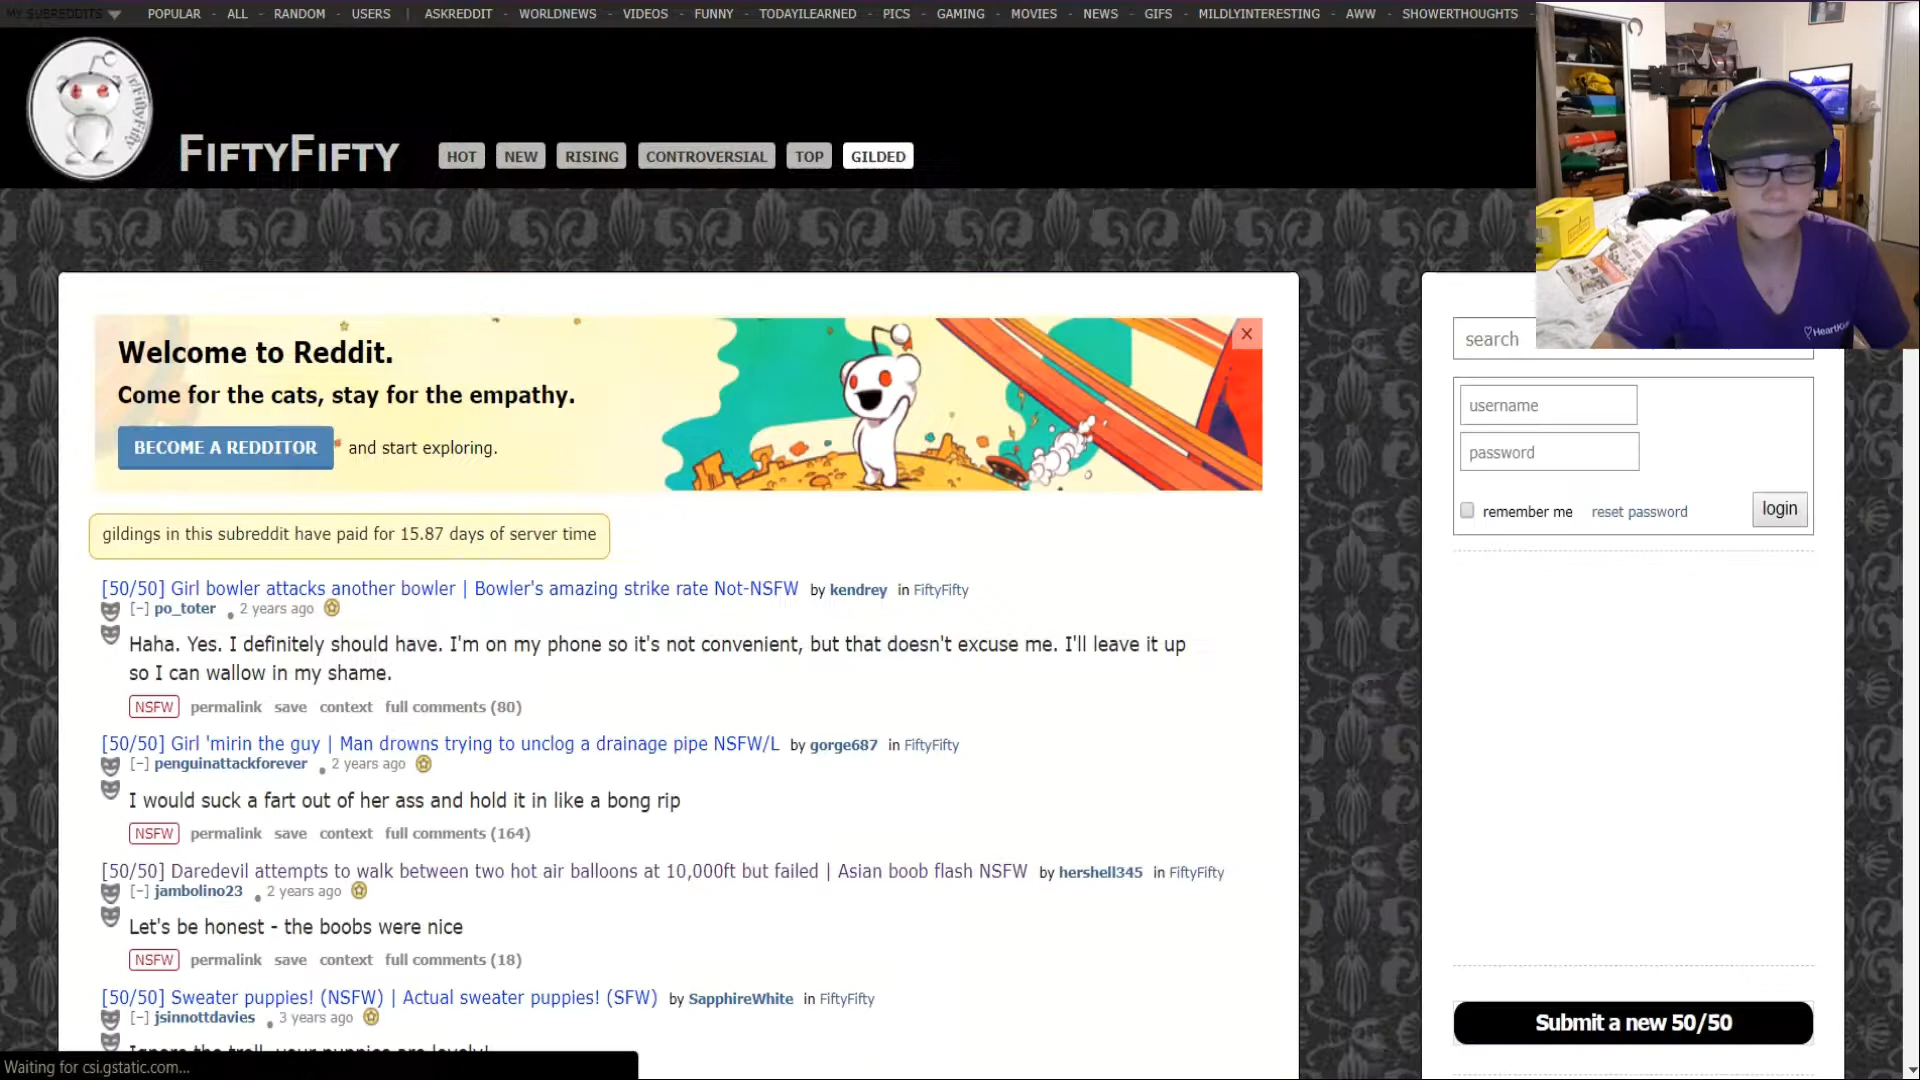 MY SUBREDDITS POPULAR - ALL - RANDOM - USERS | ASKREDDIT - WORLDNEWS - VIDEOS - FUNNY - TODAYILEARNED - PICS - GAMING - MOVIES - NEWS - GIFS - MILDLYINTERESTING - AWW - SHOWERTHOUGHTS -
r/FiftyFifty
FIFTYFIFTY HOT NEW RISING CONTROVERSIAL TOP GILDED
Welcome to Reddit.
Come for the cats, stay for the empathy.
BECOME A REDDITOR and start exploring.
X
gildings in this subreddit have paid for 15.87 days of server time
[50/50] Girl bowler attacks another bowler | Bowler's amazing strike rate Not-NSFW by kendrey in FiftyFifty
[-] po_toter 2 years ago
Haha. Yes. I definitely should have. I'm on my phone so it's not convenient, but that doesn't excuse me. I'll leave it up
so I can wallow in my shame.
NSFW permalink save context full comments (80)
[50/50] Girl 'mirin the guy | Man drowns trying to unclog a drainage pipe NSFW/L by gorge687 in FiftyFifty
[-] penguinattackforever 2 years ago
I would suck a fart out of her ass and hold it in like a bong rip
NSFW permalink save context full comments (164)
[50/50] Daredevil attempts to walk between two hot air balloons at 10,000ft but failed | Asian boob flash NSFW by hershell345 in FiftyFifty
[-] jambolino23 2 years ago
Let's be honest - the boobs were nice
NSFW permalink save context full comments (18)
[50/50] Sweater puppies! (NSFW) | Actual sweater puppies! (SFW) by SapphireWhite in FiftyFifty
[-] jsinnottdavies 3 years ago
Ignore the troll, your puppies are lovely!
Waiting for csi.gstatic.com...
search
username
password
remember me reset password login
Submit a new 50/50